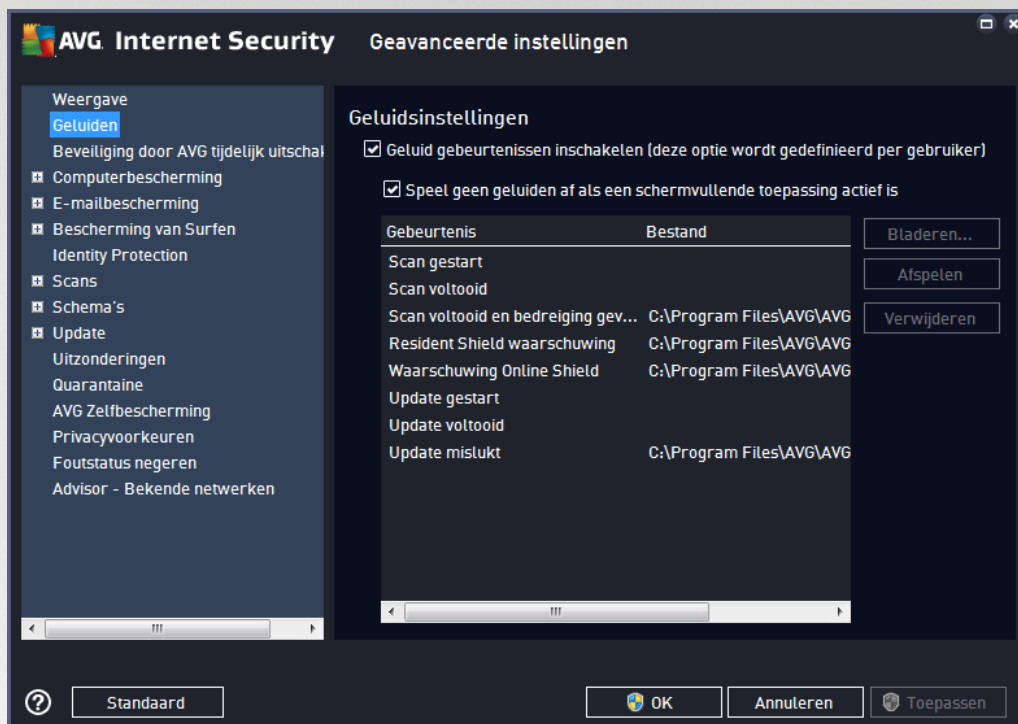 AVG. Internet Security
Geavanceerde instellingen
Weergave
Geluiden
Beveiliging door AVG tijdelijk uitschak
Computerbescherming
E-mailbescherming
Bescherming van Surfen
Identity Protection
Scans
Schema's
Update
Uitzonderingen
Quarantaine
AVG Zelfbescherming
Privacyvoorkeuren
Foutstatus negeren
Advisor - Bekende netwerken
Geluidsinstellingen
Geluid gebeurtenissen inschakelen (deze optie wordt gedefinieerd per gebruiker)
Speel geen geluiden af als een schermvullende toepassing actief is
Gebeurtenis Bestand
Scan gestart
Scan voltooid
Scan voltooid en bedreiging gev... C:\Program Files\AVG\AVG
Resident Shield waarschuwing C:\Program Files\AVG\AVG
Waarschuwing Online Shield C:\Program Files\AVG\AVG
Update gestart
Update voltooid
Update mislukt C:\Program Files\AVG\AVG
Bladeren...
Afspelen
Verwijderen
? Standaard OK Annuleren Toepassen